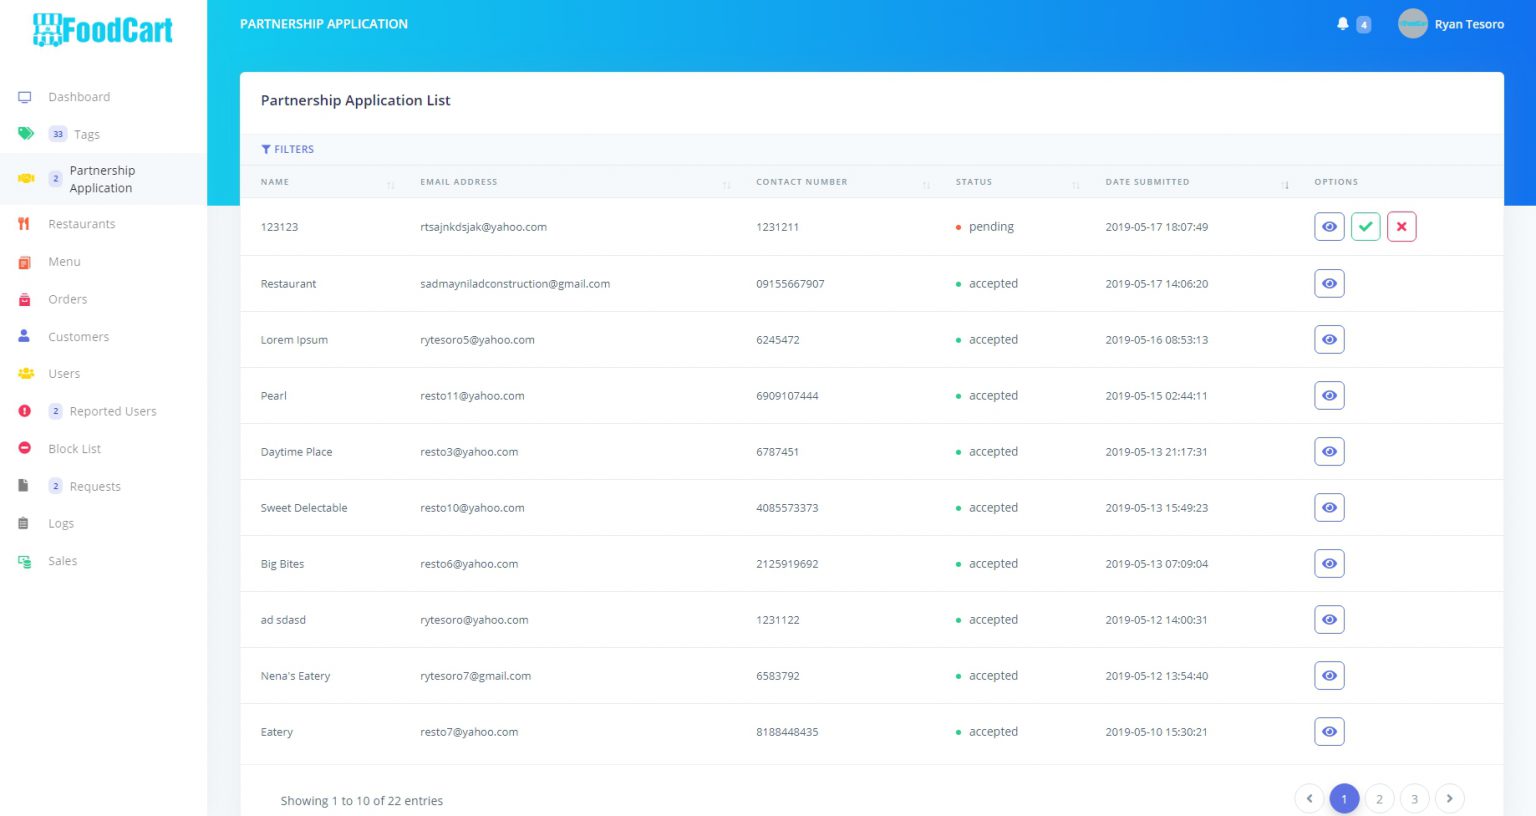 FoodCart
PARTNERSHIP APPLICATION
4
Ryan Tesoro
Dashboard
33 Tags
2 Partnership
Application
Restaurants
Menu
Orders
Customers
Users
2 Reported Users
Block List
2 Requests
Logs
Sales
Partnership Application List
FILTERS
NAME EMAIL ADDRESS CONTACT NUMBER STATUS DATE SUBMITTED OPTIONS
123123 rtsajnkdsjak@yahoo.com 1231211 pending 2019-05-17 18:07:49
Restaurant sadmayniladconstruction@gmail.com 09155667907 accepted 2019-05-17 14:06:20
Lorem Ipsum rytesoro5@yahoo.com 6245472 accepted 2019-05-16 08:53:13
Pearl resto11@yahoo.com 6909107444 accepted 2019-05-15 02:44:11
Daytime Place resto3@yahoo.com 6787451 accepted 2019-05-13 21:17:31
Sweet Delectable resto10@yahoo.com 4085573373 accepted 2019-05-13 15:49:23
Big Bites resto6@yahoo.com 2125919692 accepted 2019-05-13 07:09:04
ad sdasd rytesoro@yahoo.com 1231122 accepted 2019-05-12 14:00:31
Nena's Eatery rytesoro7@gmail.com 6583792 accepted 2019-05-12 13:54:40
Eatery resto7@yahoo.com 8188448435 accepted 2019-05-10 15:30:21
Showing 1 to 10 of 22 entries
1 2 3